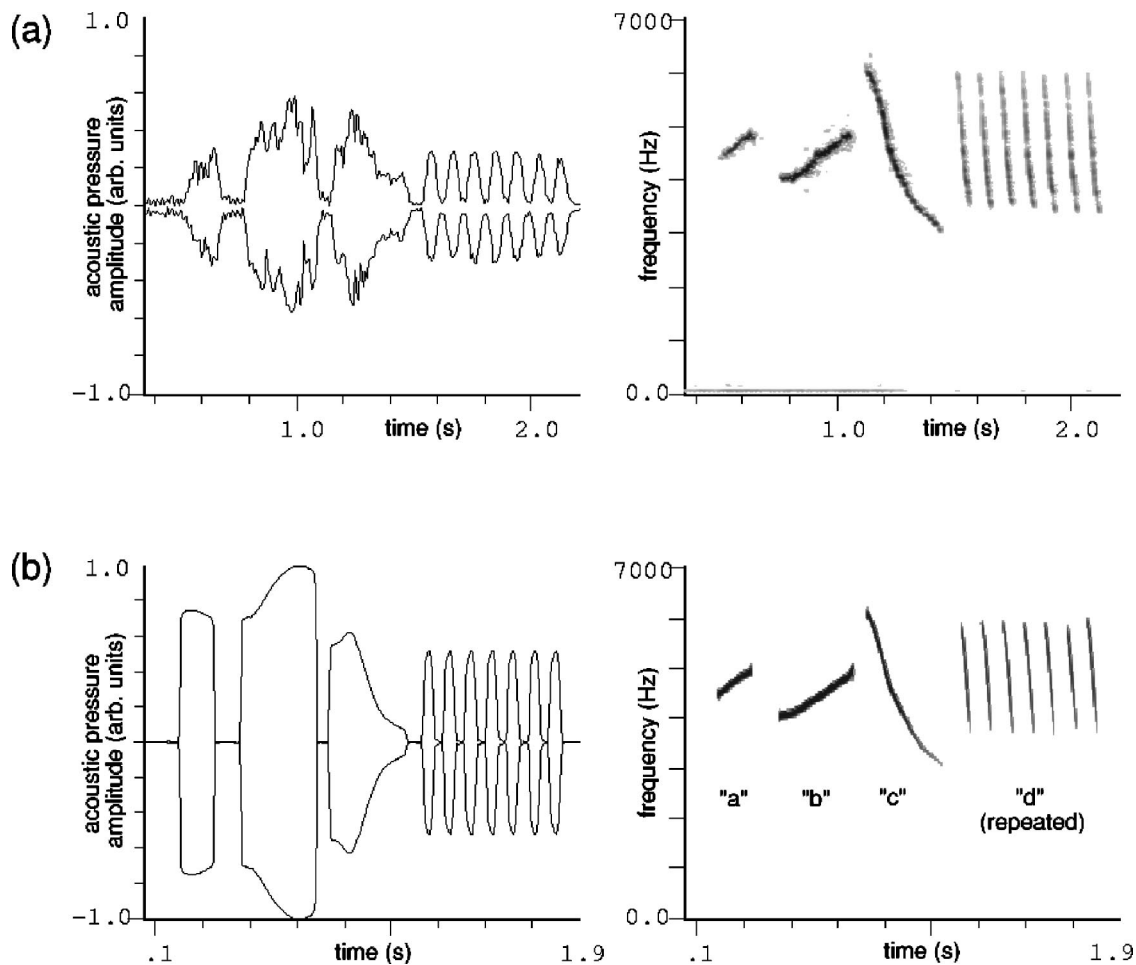 (a)
1.0
acoustic pressure
amplitude (arb. units)
-1.0
1.0
time (s)
2.0
7000
frequency (Hz)
0.0
1.0
time (s)
2.0
(b)
1.0
acoustic pressure
amplitude (arb. units)
-1.0
.1
time (s)
1.9
7000
frequency (Hz)
"a"
"b"
"c"
"d"
(repeated)
0.0
.1
time (s)
1.9